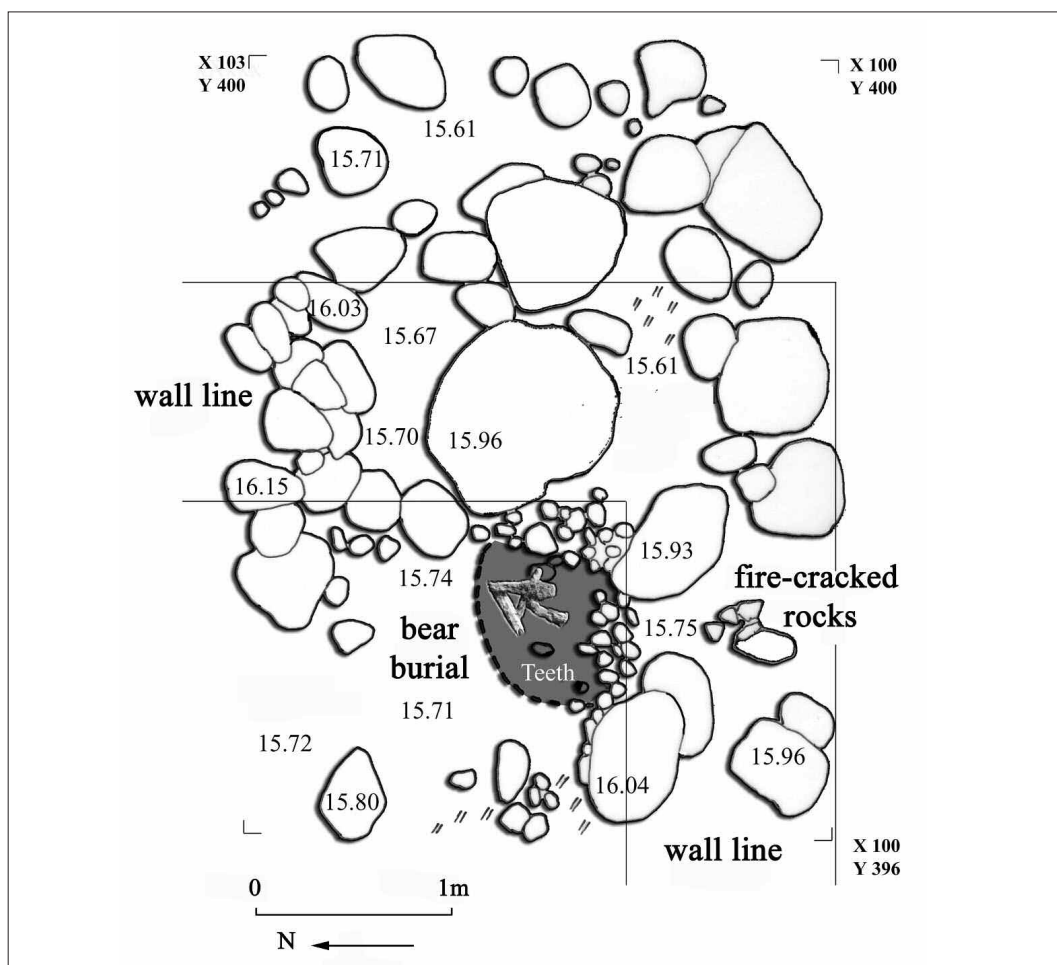 X 103
Y 400
X 100
Y 400
15.61
15.71
16.03
15.67
15.61
wall line
15.70
15.96
16.15
15.93
15.74
fire-cracked
rocks
bear
burial
15.75
Teeth
15.71
15.72
15.96
15.80
16.04
wall line
X 100
Y 396
0
1m
N